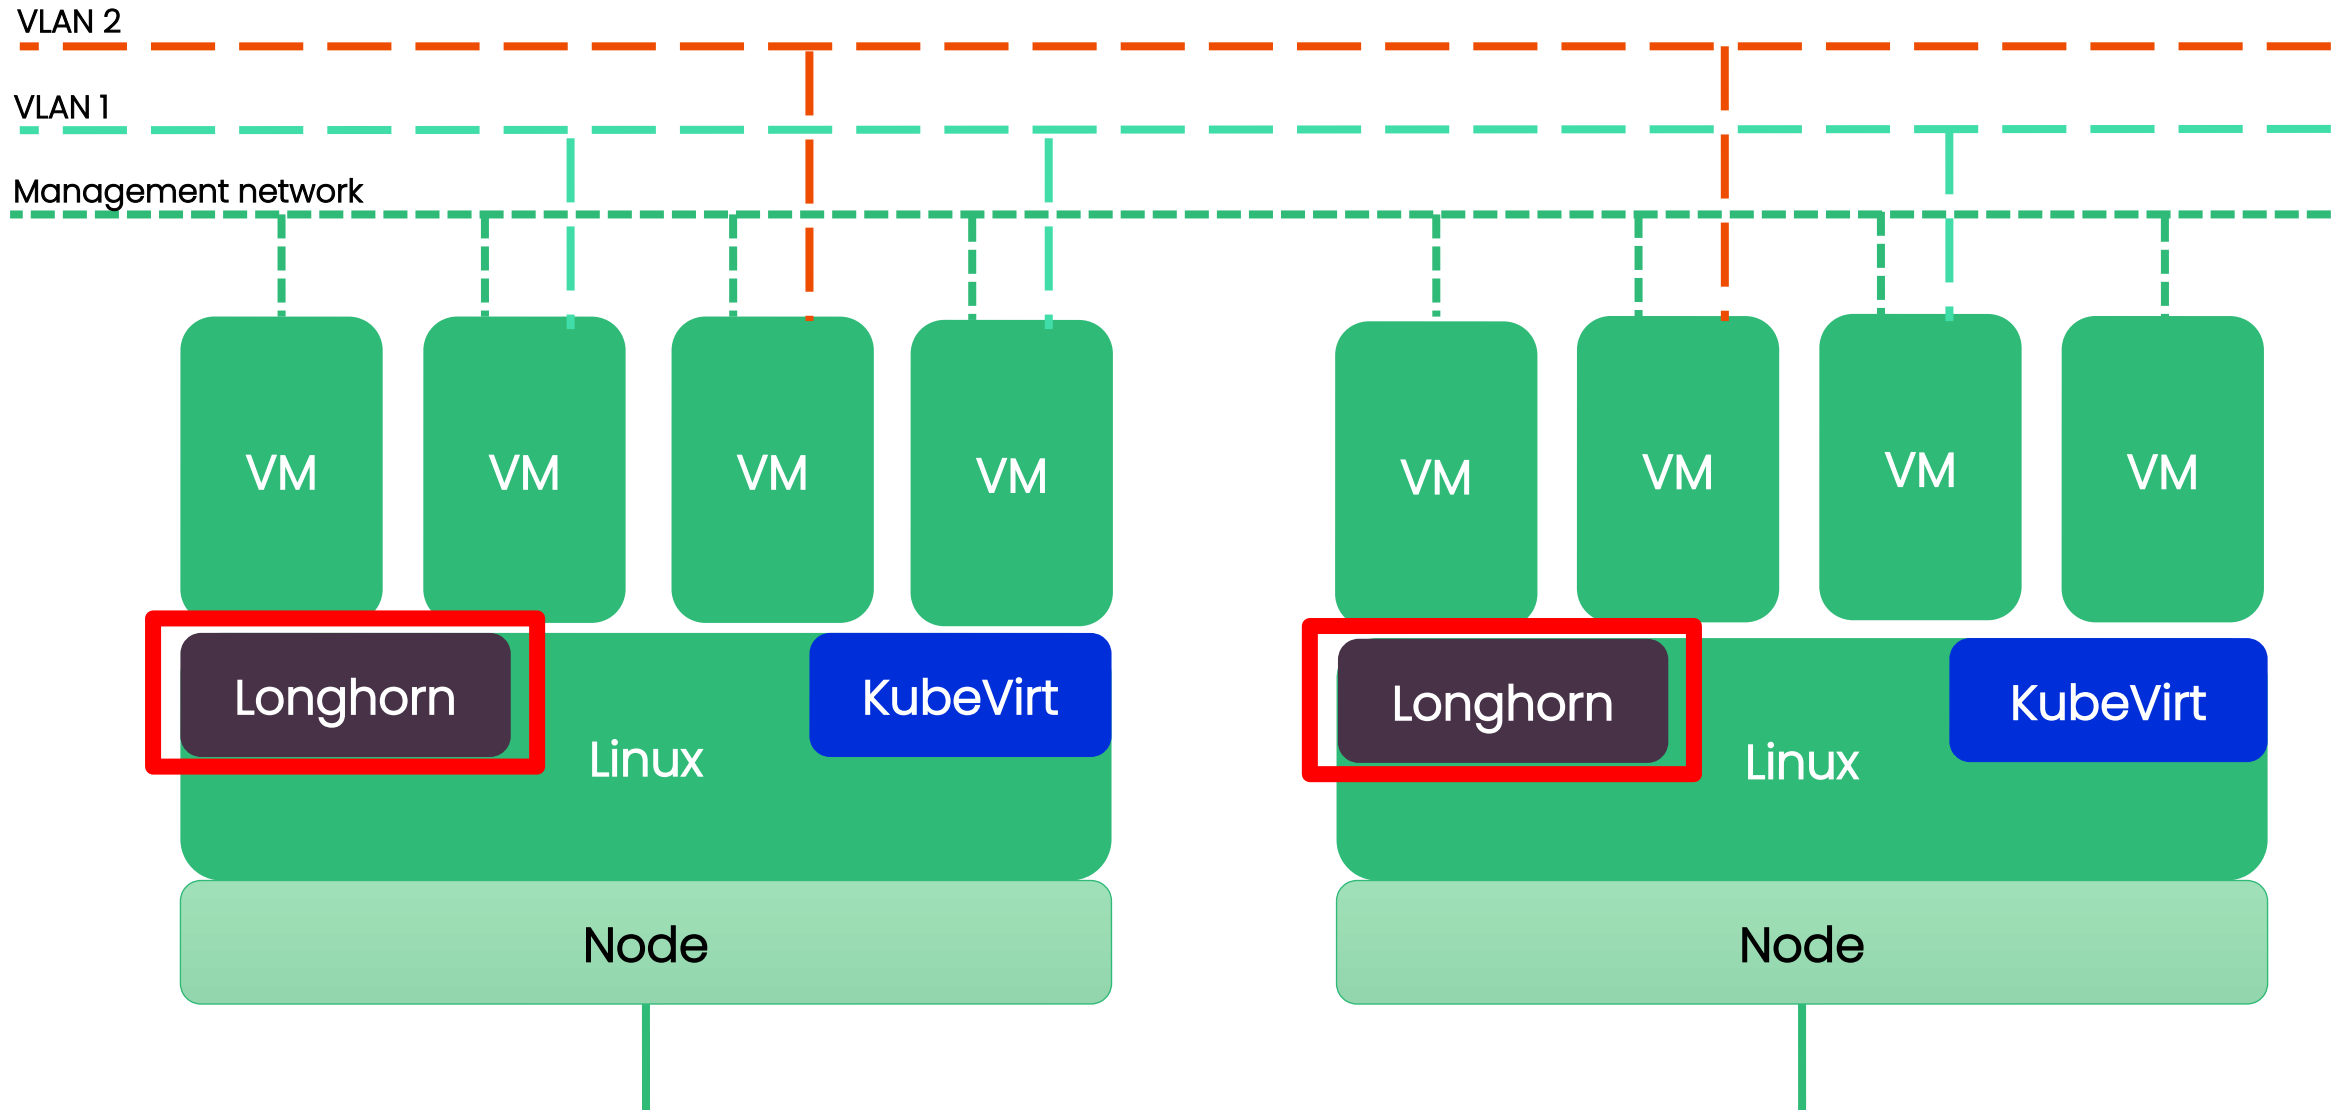 VLAN 2
VLAN 1
Management network
VM
VM
VM
VM
VM
VM
VM
VM
Longhorn
KubeVirt
Linux
Longhorn
KubeVirt
Linux
Node
Node